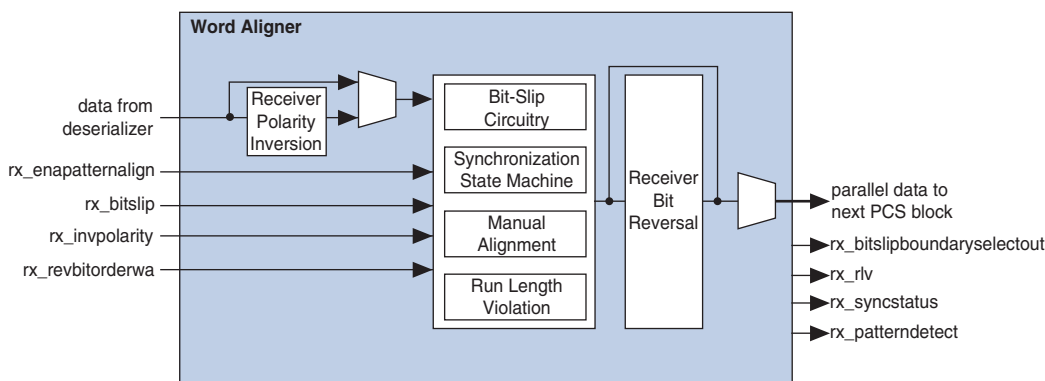 Word Aligner
data from
deserializer
Receiver
Polarity
Inversion
rx_enapatternalign
rx_bitslip
rx_invpolarity
rx_revbitorderwa
Bit-Slip
Circuitry
Synchronization
State Machine
Manual
Alignment
Run Length
Violation
Receiver
Bit
Reversal
parallel data to
next PCS block
rx_bitslipboundaryselectout
rx_rlv
rx_syncstatus
rx_patterndetect